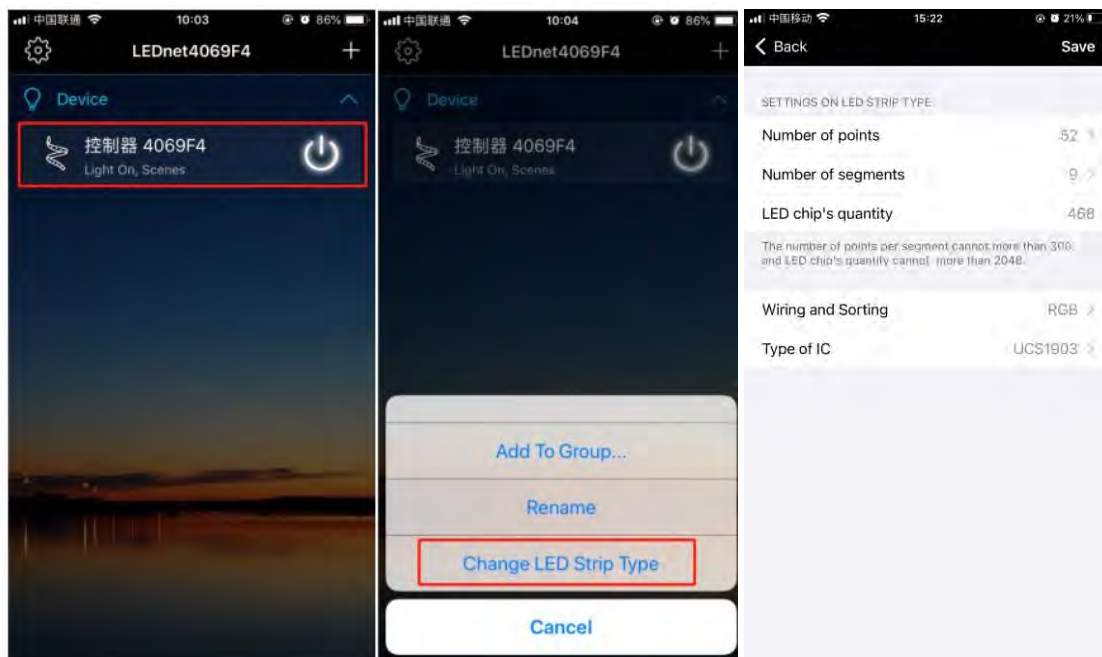 中国联通 10:03 86%
LEDnet4069F4 +
Device
控制器 4069F4
Light On, Scenes
中国联通 10:04 86%
LEDnet4069F4 +
Device
控制器 4069F4
Light On, Scenes
Add To Group...
Rename
Change LED Strip Type
Cancel
中国移动 15:22 21%
Back Save
SETTINGS ON LED STRIP TYPE
Number of points 52
Number of segments 9
LED chip's quantity 468
The number of points per segment cannot more than 300
and LED chip's quantity cannot more than 2048.
Wiring and Sorting RGB
Type of IC UCS1903